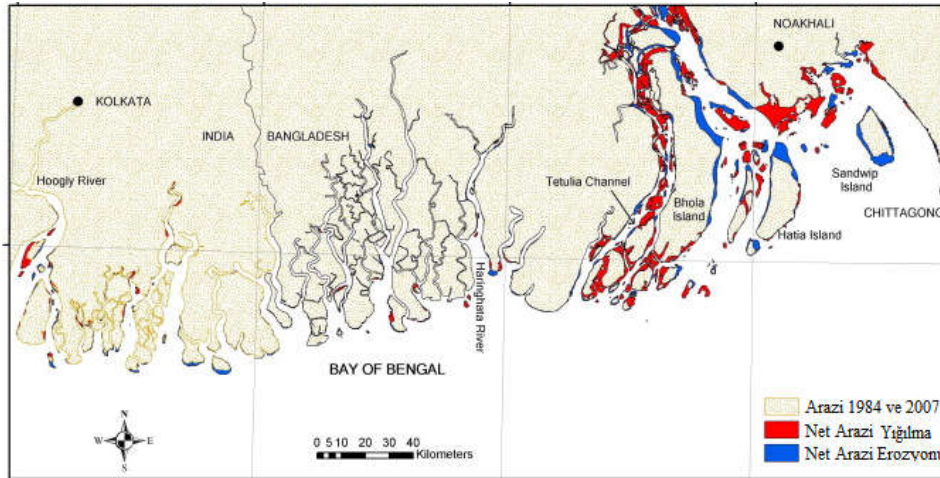 NOAKHALI
KOLKATA
INDIA
BANGLADESH
Hoogly River
Tetulia Channel
Bhola
Island
Sandwip
Island
CHITTAGONG
Hatia Island
Haringhata River
BAY OF BENGAL
N
W E
S
0 5 10 20 30 40
Kilometers
Arazi 1984 ve 2007
Net Arazi Yığılma
Net Arazi Erozyonu